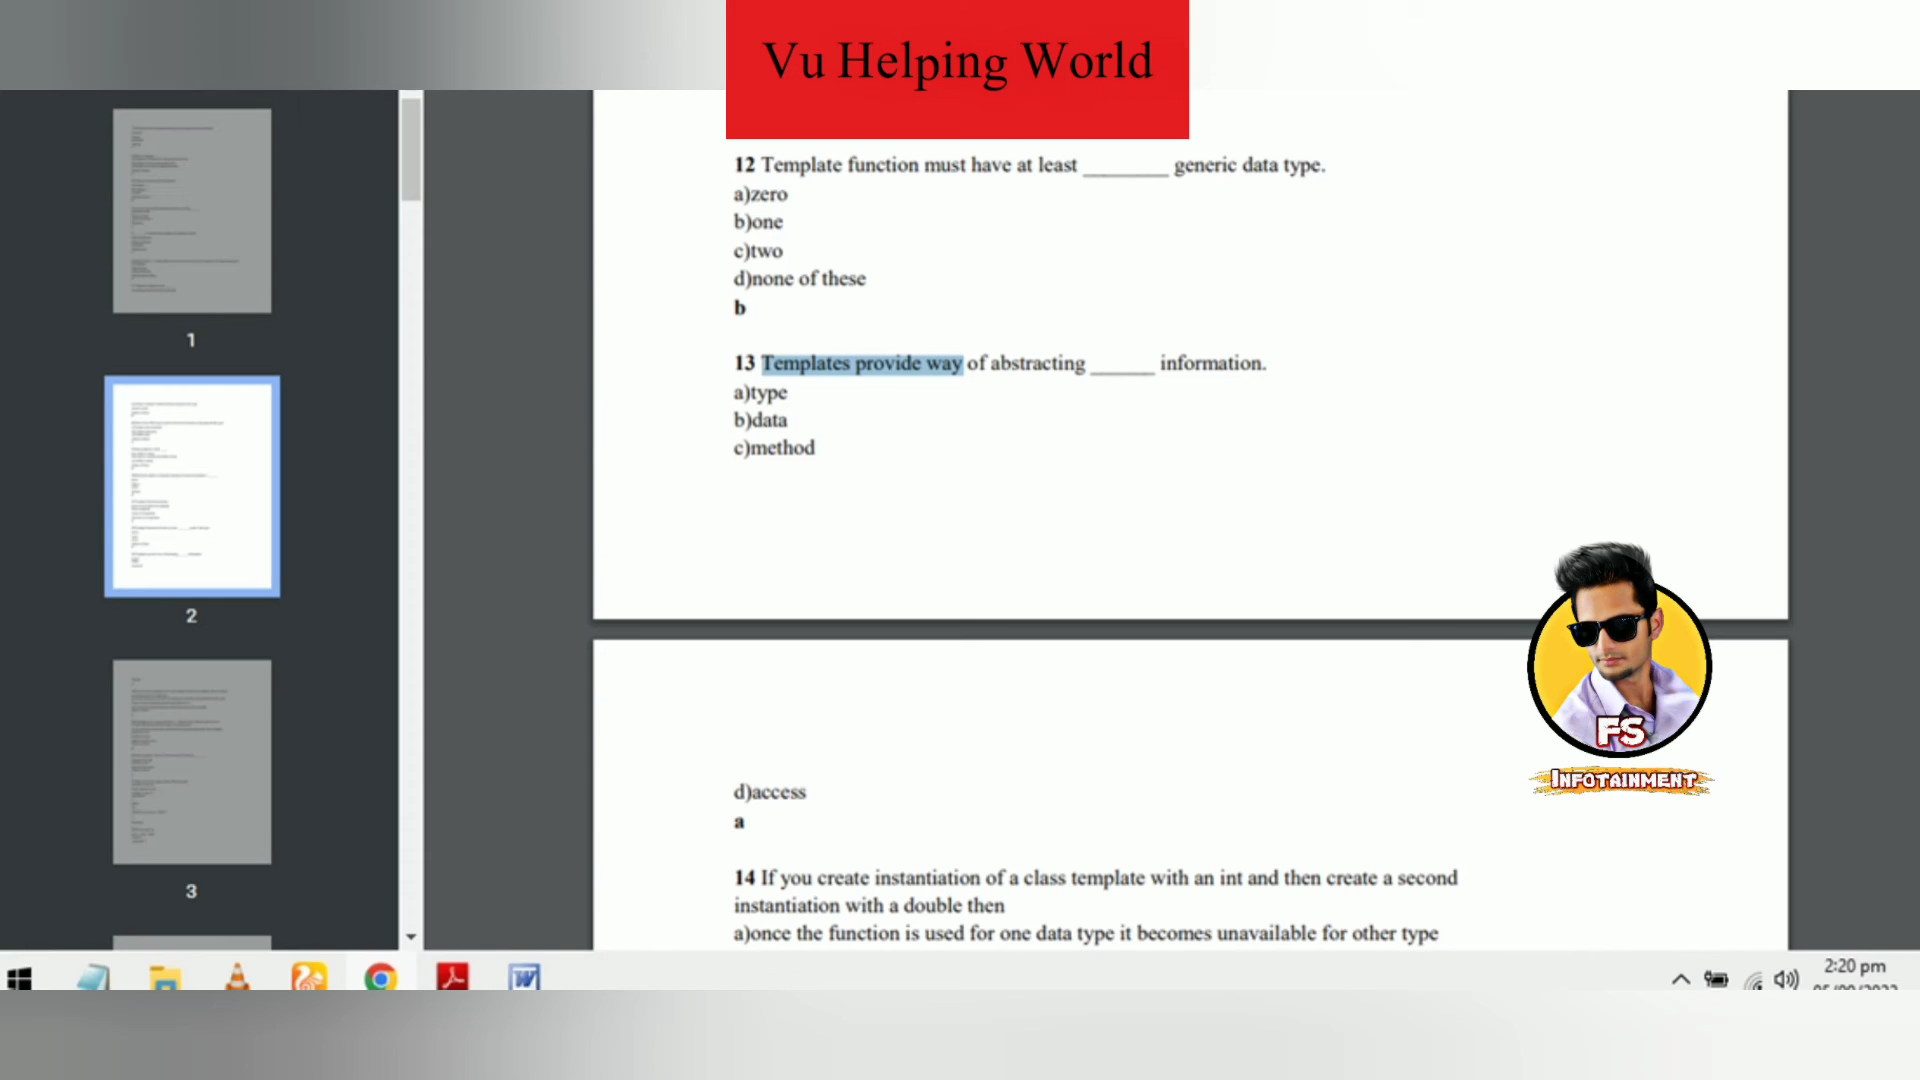 Vu Helping World
12 Template function must have at least ________ generic data type.
a)zero
b)one
c)two
d)none of these
b
13 Templates provide way of abstracting ______ information.
a)type
b)data
c)method
d)access
a
14 If you create instantiation of a class template with an int and then create a second
instantiation with a double then
a)once the function is used for one data type it becomes unavailable for other type
1
2
3
FS
INFOTAINMENT
2:20 pm